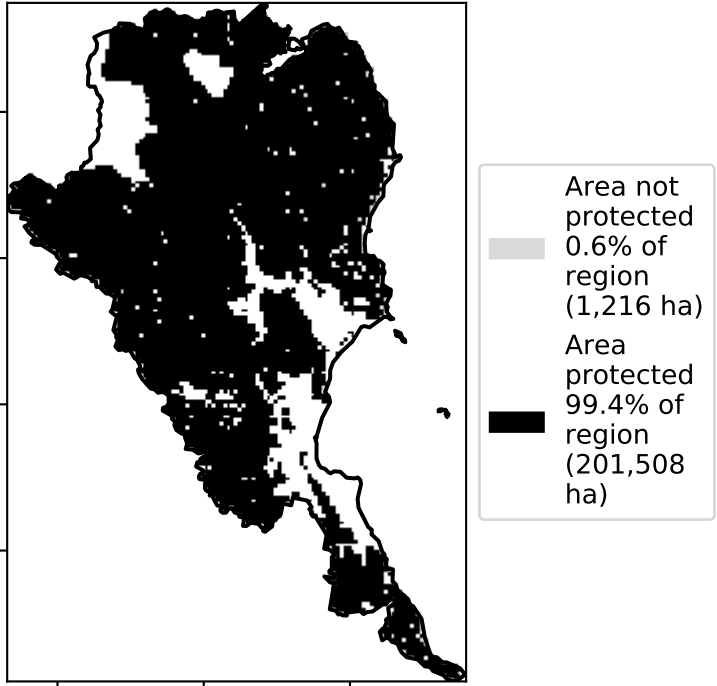 Area not
protected
0.6% of
region
(1,216 ha)
Area
protected
99.4% of
region
(201,508
ha)